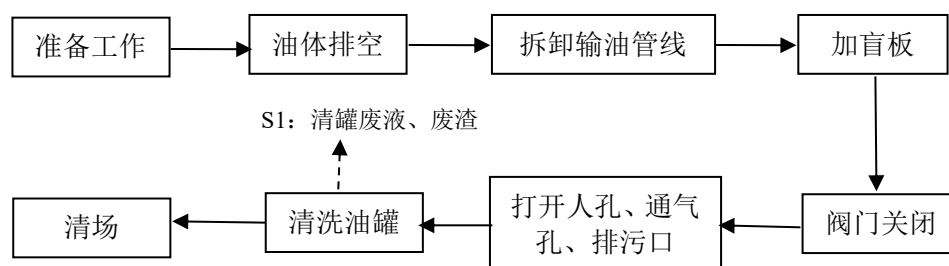 准备工作
油体排空
拆卸输油管线
加盲板
S1：清罐废液、废渣
清场
清洗油罐
打开人孔、通气
孔、排污口
阀门关闭